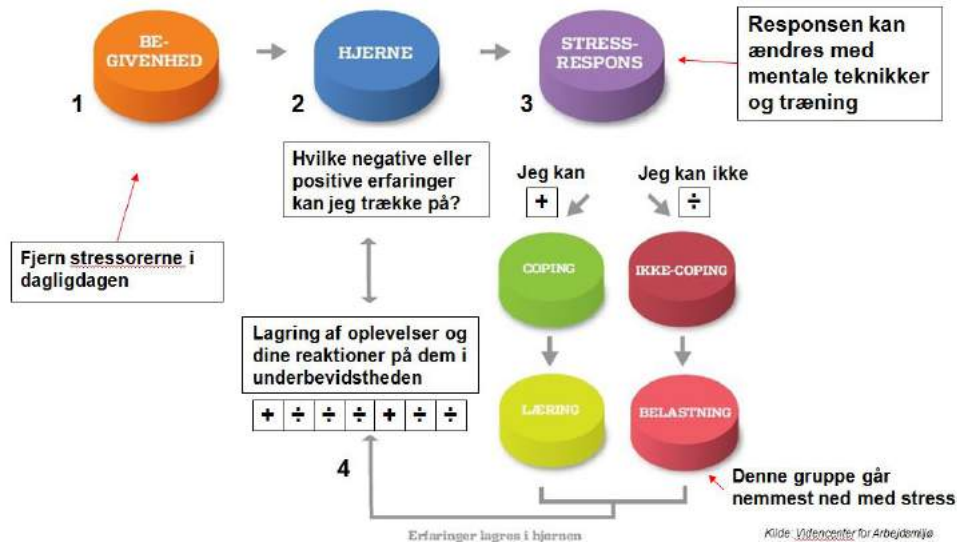 BE-
GIVENHED
HJERNE
STRESS-
RESPONS
Responsen kan
ændres med
mentale teknikker
og træning
1
2
3
Hvilke negative eller
positive erfaringer
kan jeg trække på?
Jeg kan
+
Jeg kan ikke
÷
Fjern stressorerne i
dagligdagen
COPING
IKKE-COPING
Lagring af oplevelser og
dine reaktioner på dem i
underbevidstheden
+ ÷ ÷ ÷ + ÷ ÷
LÆRING
BELASTNING
4
Denne gruppe går
nemmest ned med stress
Erfaringer lagres i hjernen
Kilde: Videncenter for Arbejdsmiljø